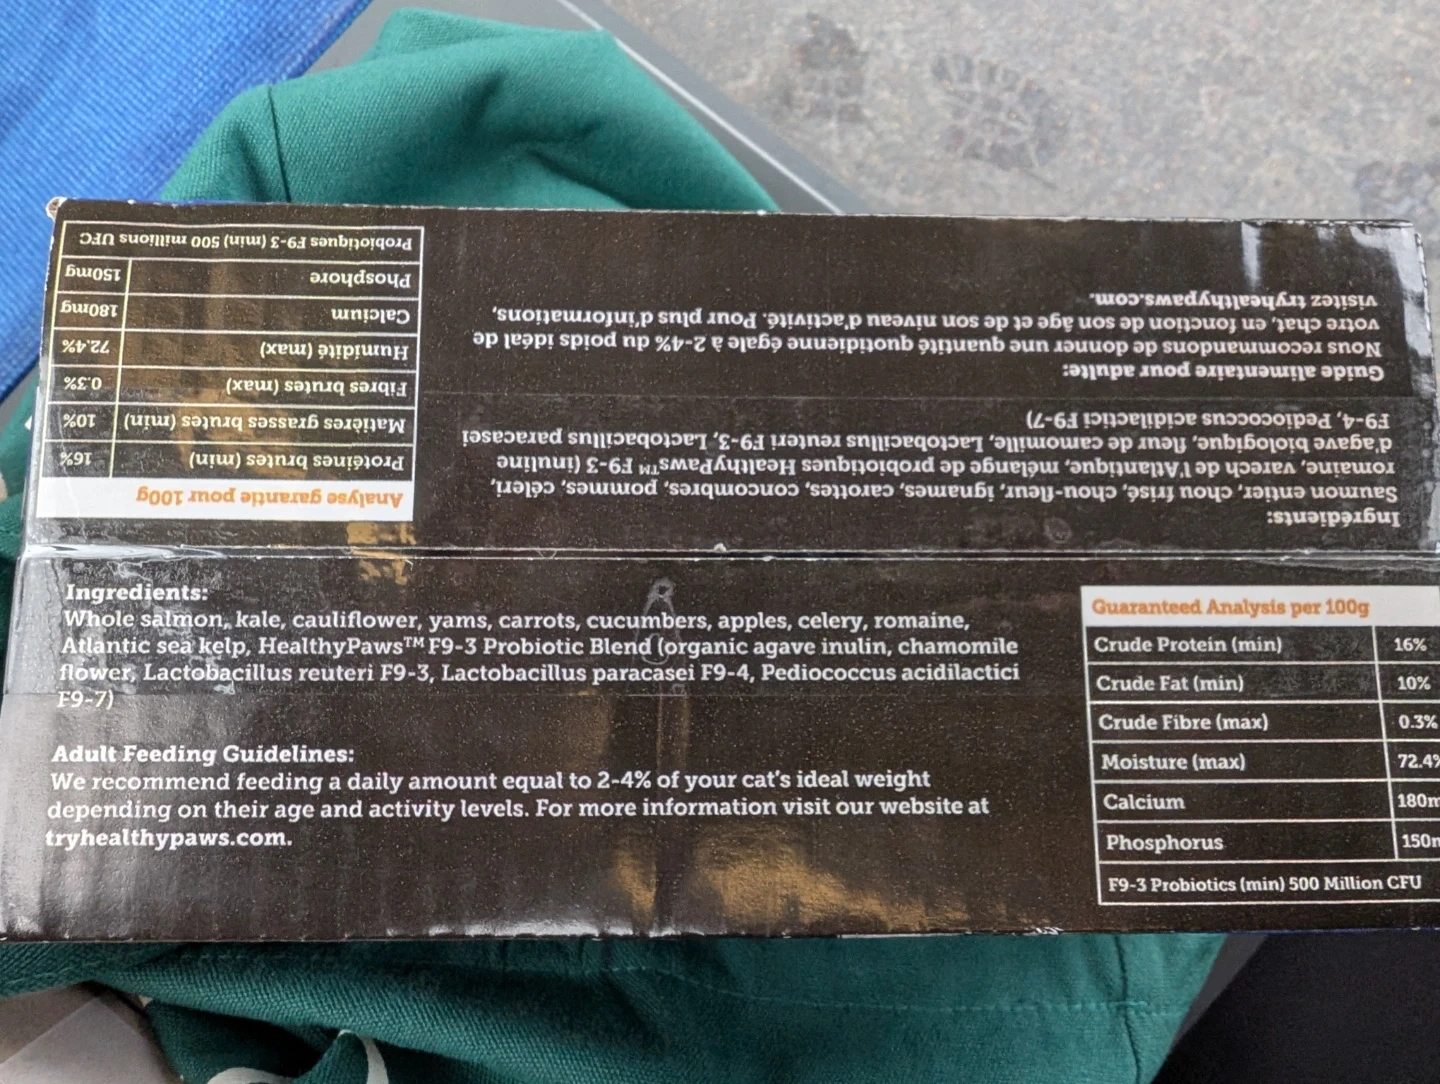 Ingredients:
Whole salmon, kale, cauliflower, yams, carrots, cucumbers, apples, celery, romaine,
Atlantic sea kelp, HealthyPaws™ F9-3 Probiotic Blend (organic agave inulin, chamomile
flower, Lactobacillus reuteri F9-3, Lactobacillus paracasei F9-4, Pediococcus acidilactici
F9-7)
Adult Feeding Guidelines:
We recommend feeding a daily amount equal to 2-4% of your cat's ideal weight
depending on their age and activity levels. For more information visit our website at
tryhealthypaws.com.
Guaranteed Analysis per 100g
Crude Protein (min) 16%
Crude Fat (min) 10%
Crude Fibre (max) 0.3%
Moisture (max) 72.4%
Calcium 180m
Phosphorus 150m
F9-3 Probiotics (min) 500 Million CFU
Ingrédients:
Saumon entier, chou frisé, chou-fleur, ignames, carottes, concombres, pommes, céleri,
romaine, varech de l'Atlantique, mélange de probiotiques HealthyPaws™ F9-3 (inuline
d'agave biologique, fleur de camomille, Lactobacillus reuteri F9-3, Lactobacillus paracasei
F9-4, Pediococcus acidilactici F9-7)
Guide alimentaire pour adulte:
Nous recommandons de donner une quantité quotidienne égale à 2-4% du poids idéal de
votre chat, en fonction de son âge et de son niveau d'activité. Pour plus d'informations,
visitez tryhealthypaws.com.
Analyse garantie pour 100g
Protéines brutes (min) 16%
Matières grasses brutes (min) 10%
Fibres brutes (max) 0.3%
Humidité (max) 72.4%
Calcium 180mg
Phosphore 150mg
Probiotiques F9-3 (min) 500 millions UFC